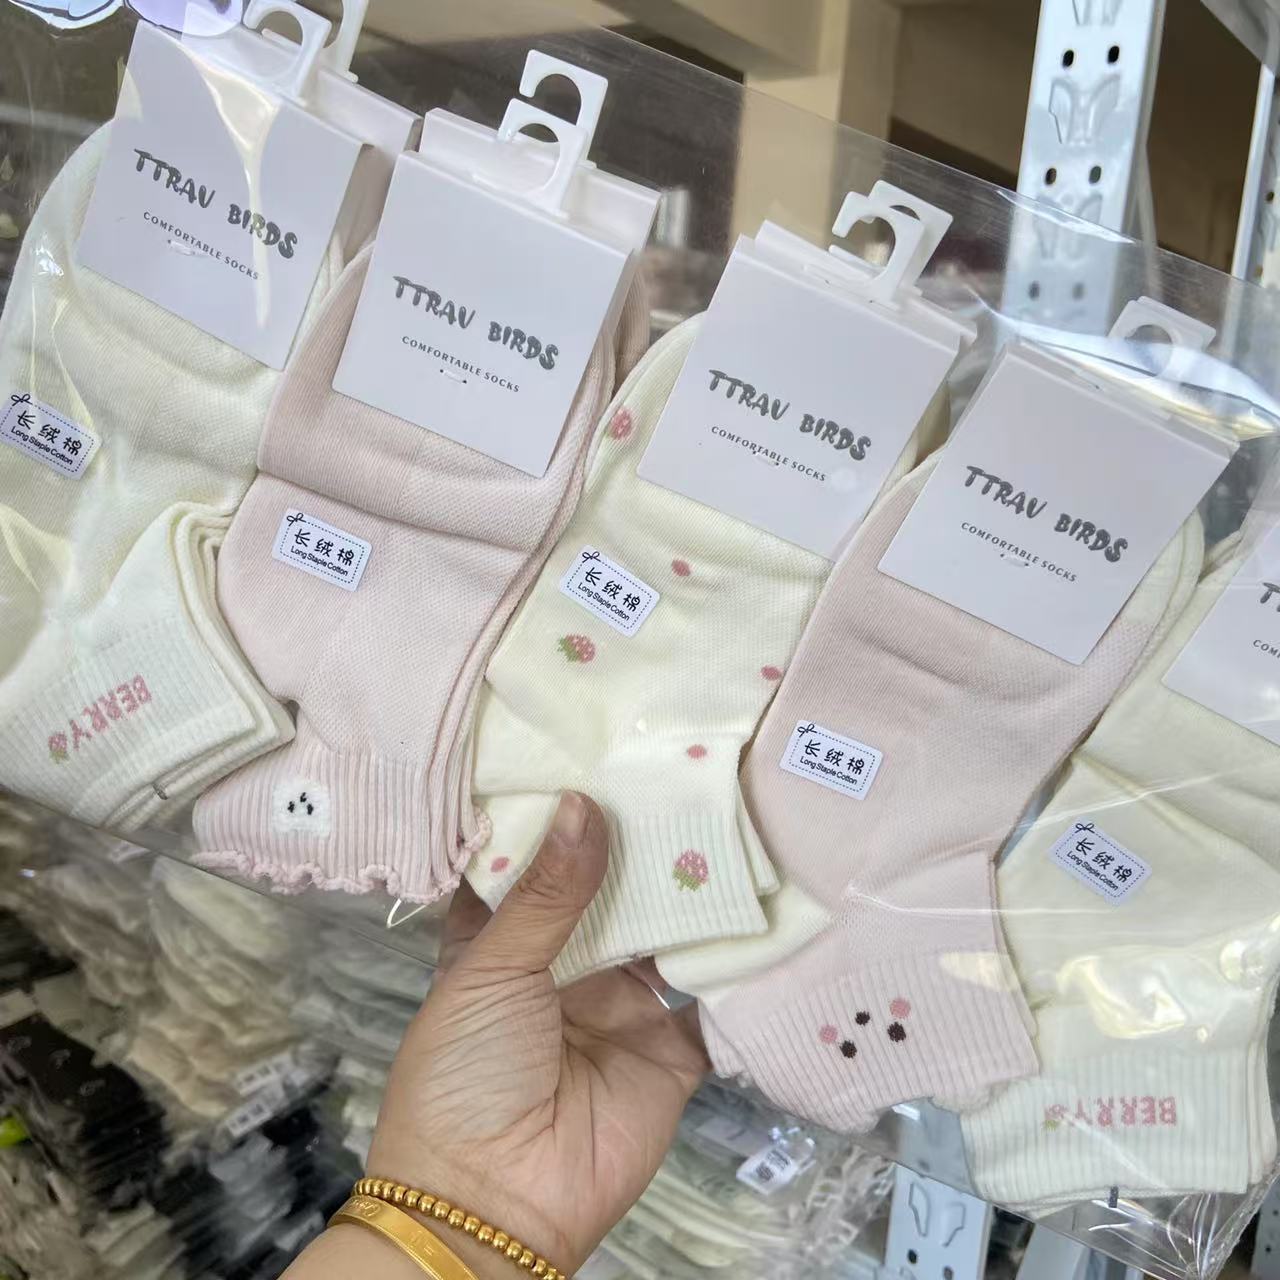 TTRAV BIRDS
COMFORTABLE SOCKS
长绒棉
Long Staple Cotton
BERRY
TTRAV BIRDS
COMFORTABLE SOCKS
长绒棉
Long Staple Cotton
TTRAV BIRDS
COMFORTABLE SOCKS
长绒棉
Long Staple Cotton
TTRAV BIRDS
COMFORTABLE SOCKS
长绒棉
Long Staple Cotton
长绒棉
Long Staple Cotton
BERRY